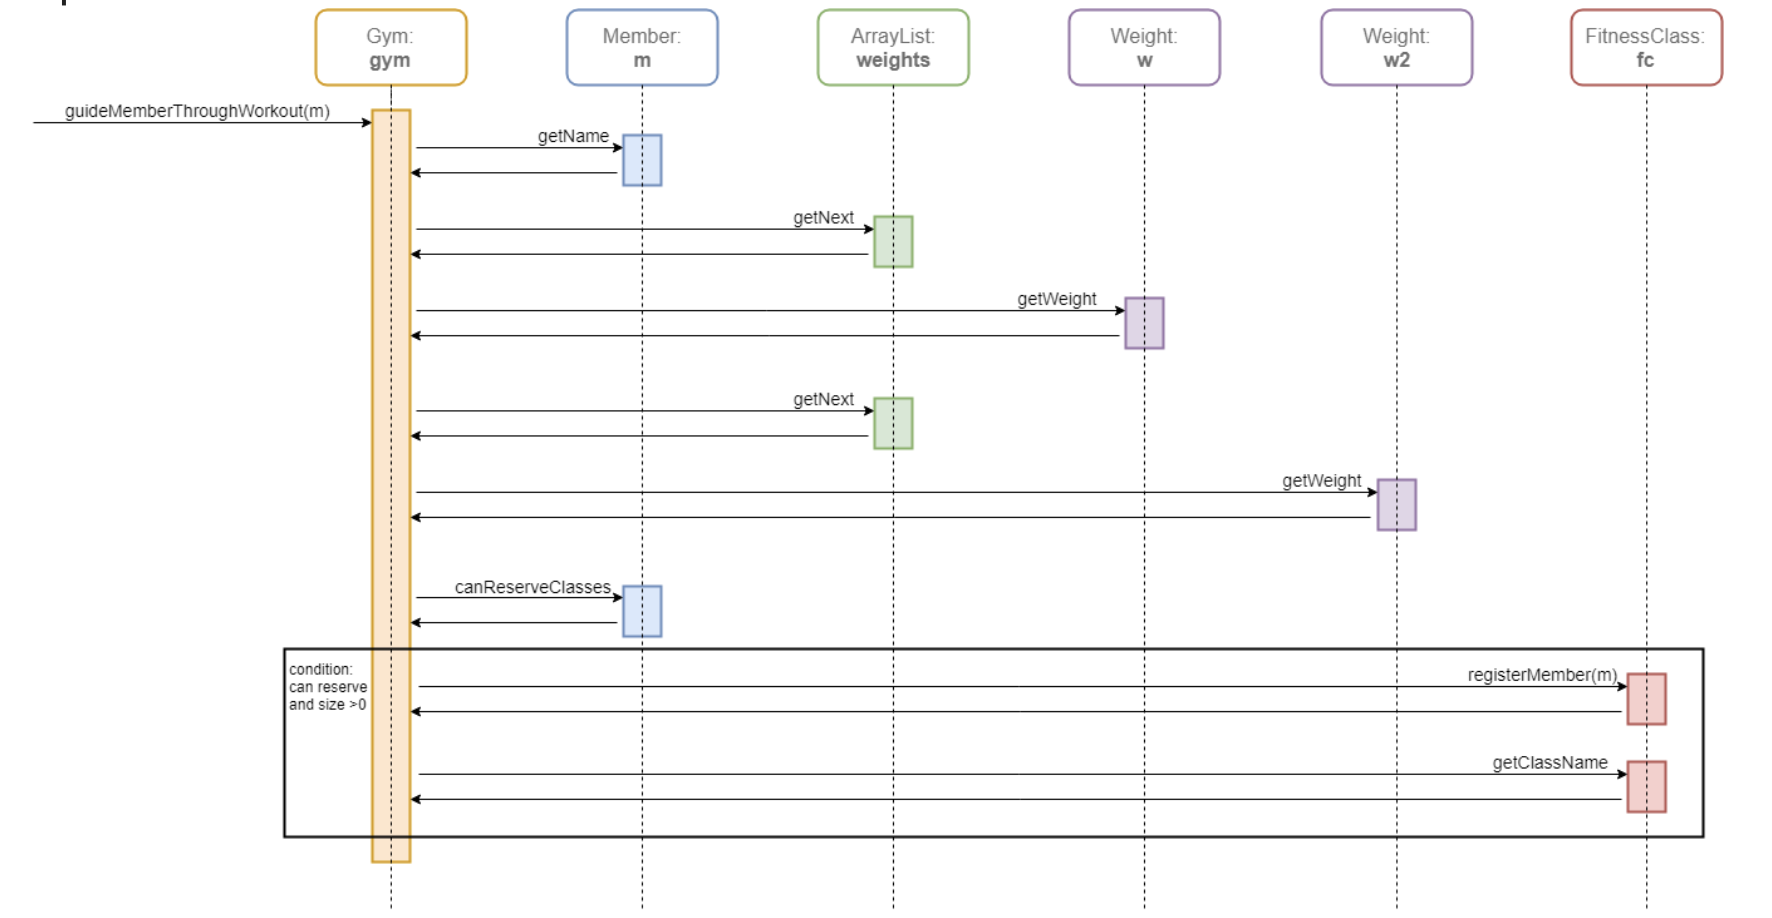 Gym:
gym
Member:
m
ArrayList:
weights
Weight:
w
Weight:
w2
FitnessClass:
fc
guideMemberThroughWorkout(m)
getName
getNext
getWeight
getNext
getWeight
canReserveClasses
condition:
can reserve
and size >0
registerMember(m)
getClassName